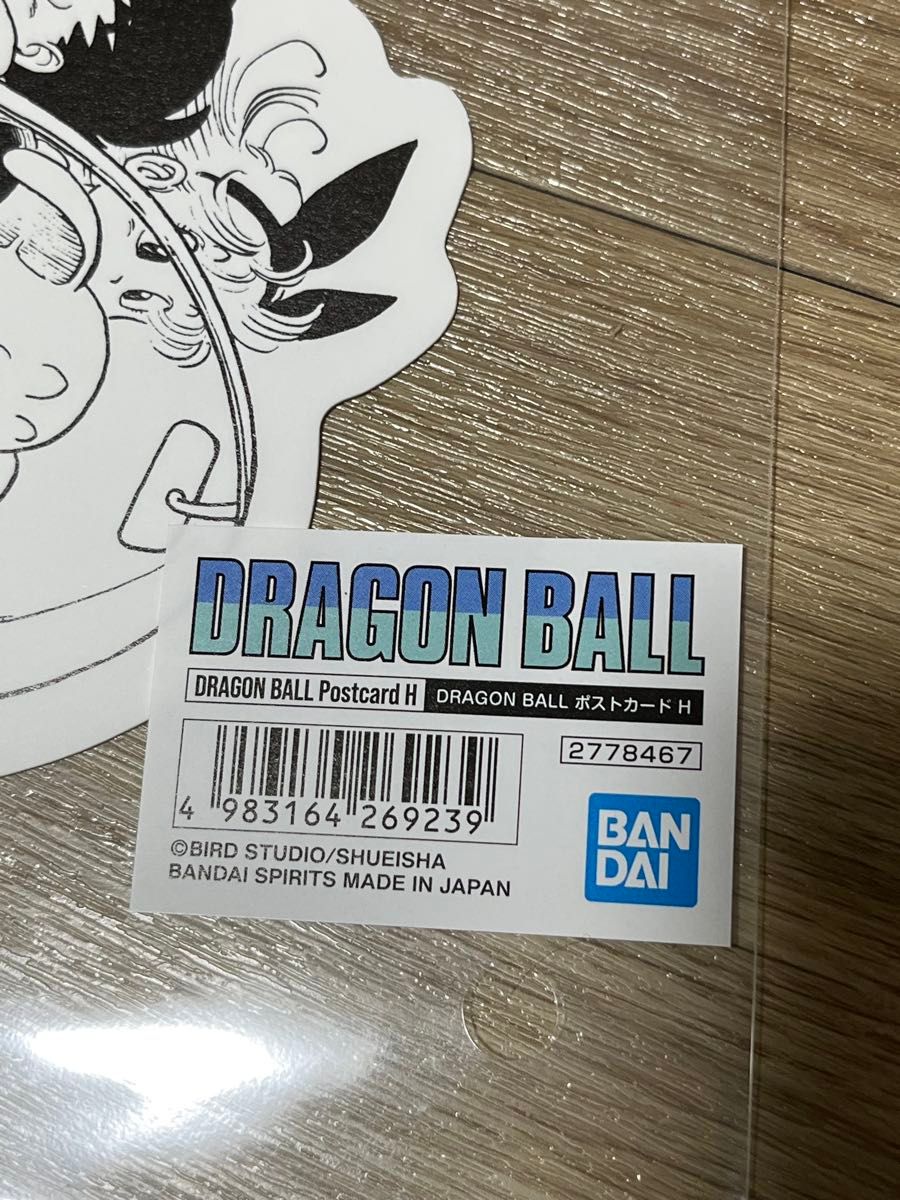 DRAGON BALL
DRAGON BALL Postcard H
DRAGON BALL ポストカード H
2778467
4 983164 269239
BAN
DAI
©BIRD STUDIO/SHUEISHA
BANDAI SPIRITS MADE IN JAPAN